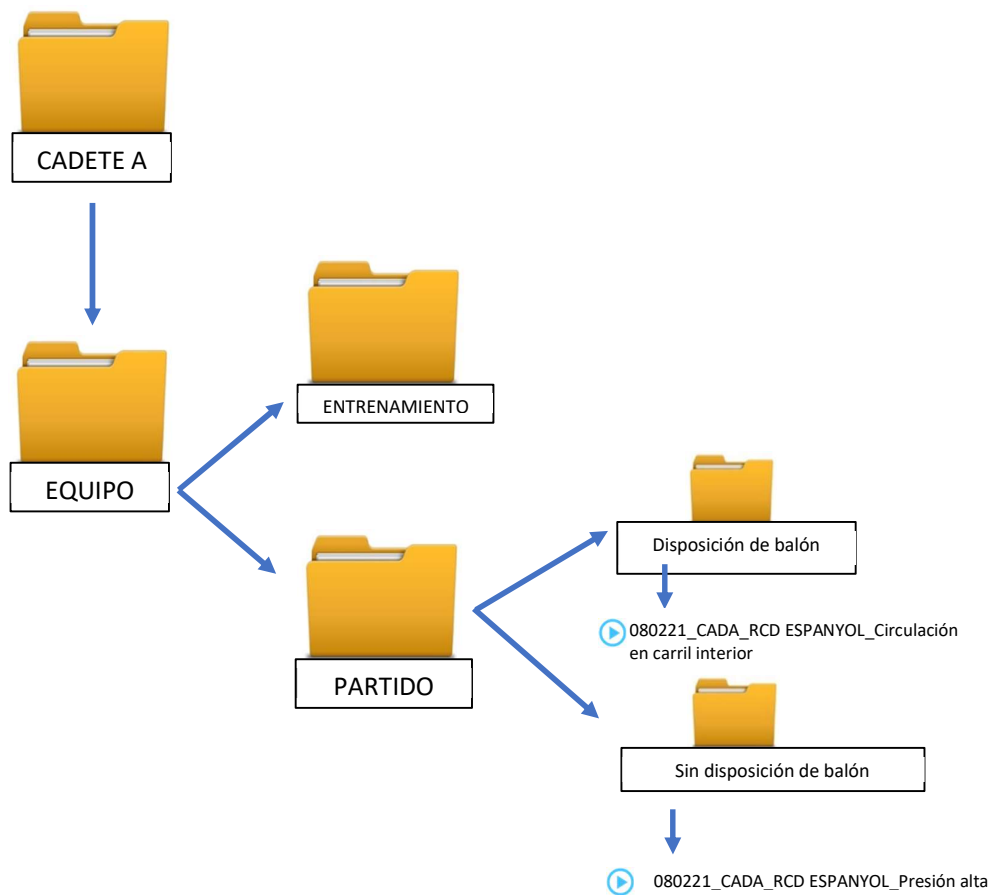 CADETE A
ENTRENAMIENTO
EQUIPO
Disposición de balón
080221_CADA_RCD ESPANYOL_Circulación
en carril interior
PARTIDO
Sin disposición de balón
080221_CADA_RCD ESPANYOL_Presión alta